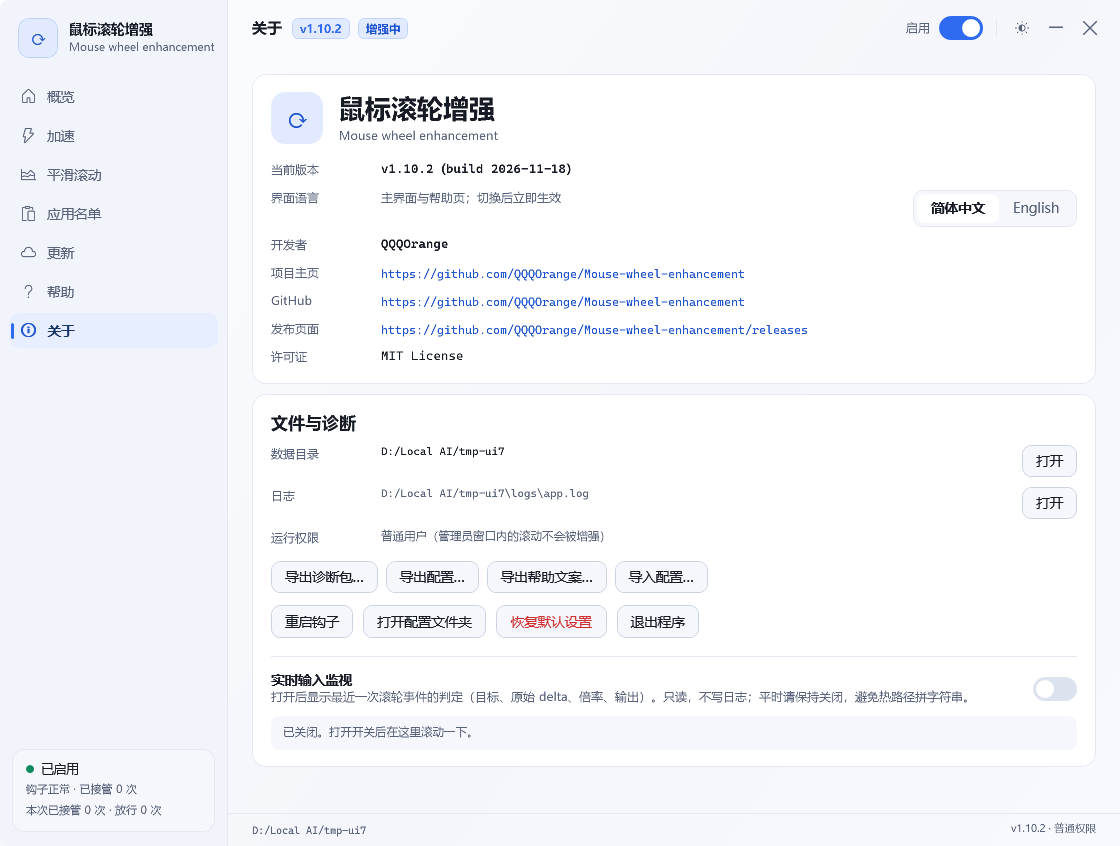 鼠标滚轮增强
Mouse wheel enhancement
概览
加速
平滑滚动
应用名单
更新
帮助
关于
已启用
钩子正常 · 已接管 0 次
本次已接管 0 次 · 放行 0 次
关于 v1.10.2 增强中
启用
鼠标滚轮增强
Mouse wheel enhancement
当前版本 v1.10.2 (build 2026-11-18)
界面语言 主界面与帮助页；切换后立即生效 简体中文 English
开发者 QQQOrange
项目主页 https://github.com/QQQOrange/Mouse-wheel-enhancement
GitHub https://github.com/QQQOrange/Mouse-wheel-enhancement
发布页面 https://github.com/QQQOrange/Mouse-wheel-enhancement/releases
许可证 MIT License
文件与诊断
数据目录 D:/Local AI/tmp-ui7 打开
日志 D:/Local AI/tmp-ui7\logs\app.log 打开
运行权限 普通用户（管理员窗口内的滚动不会被增强）
导出诊断包... 导出配置... 导出帮助文案... 导入配置...
重启钩子 打开配置文件夹 恢复默认设置 退出程序
实时输入监视
打开后显示最近一次滚轮事件的判定（目标、原始 delta、倍率、输出）。只读，不写日志；平时请保持关闭，避免热路径拼字符串。
已关闭。打开开关后在这里滚动一下。
D:/Local AI/tmp-ui7
v1.10.2 · 普通权限